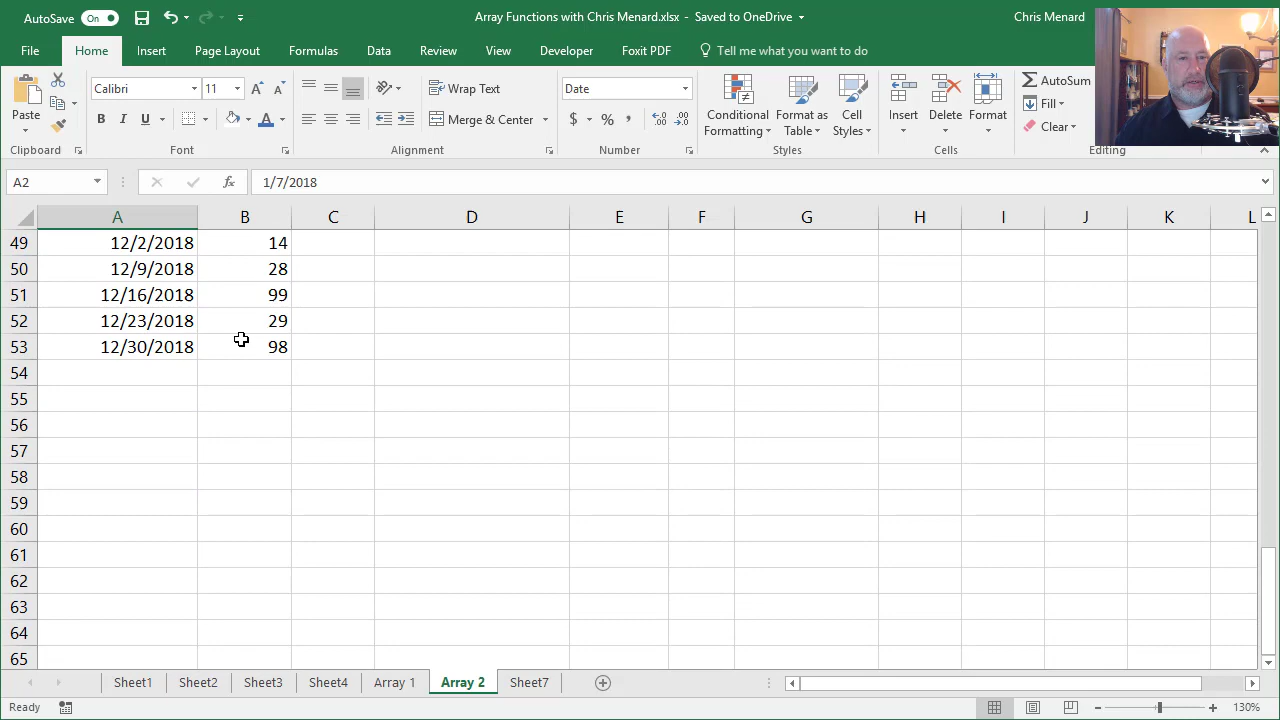 AutoSave On Array Functions with Chris Menard.xlsx - Saved to OneDrive Chris Menard
File Home Insert Page Layout Formulas Data Review View Developer Foxit PDF Tell me what you want to do
Paste Calibri 11 Wrap Text Date Conditional Format as Cell Insert Delete Format AutoSum
B I U A Merge & Center $ % , Formatting Table Styles Fill
Clear
Clipboard Font Alignment Number Styles Cells Editing
A2 fx 1/7/2018
A B C D E F G H I J K L
49 12/2/2018 14
50 12/9/2018 28
51 12/16/2018 99
52 12/23/2018 29
53 12/30/2018 98
54
55
56
57
58
59
60
61
62
63
64
65
Sheet1 Sheet2 Sheet3 Sheet4 Array 1 Array 2 Sheet7
Ready 130%